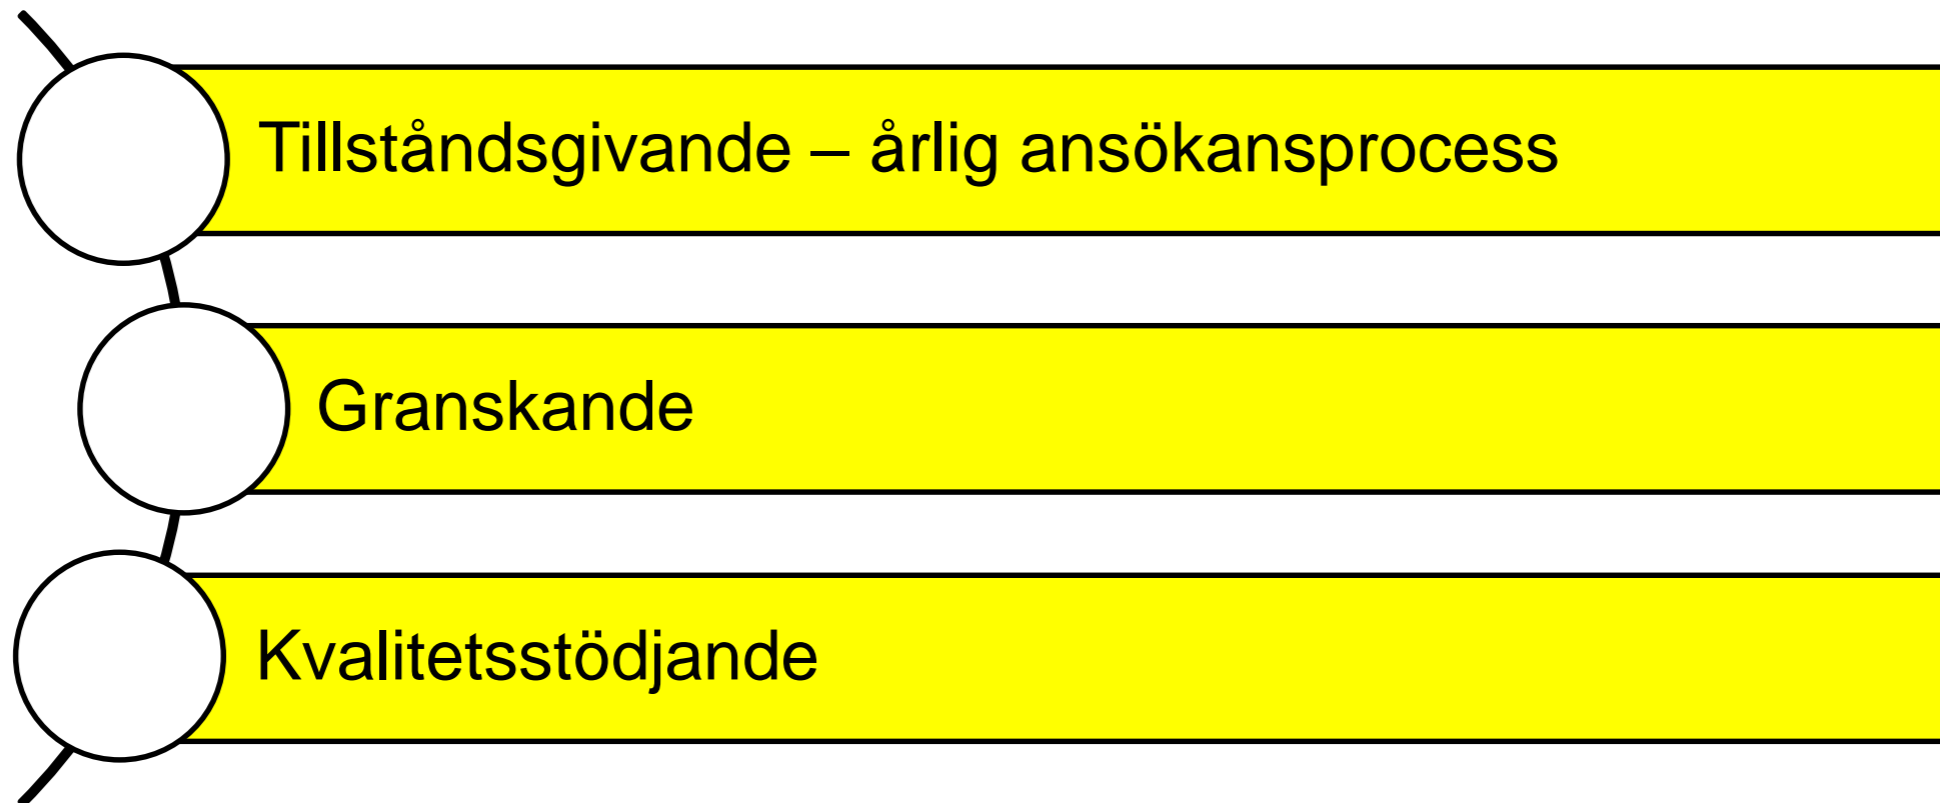 Tillståndsgivande – årlig ansökansprocess
Granskande
Kvalitetsstödjande